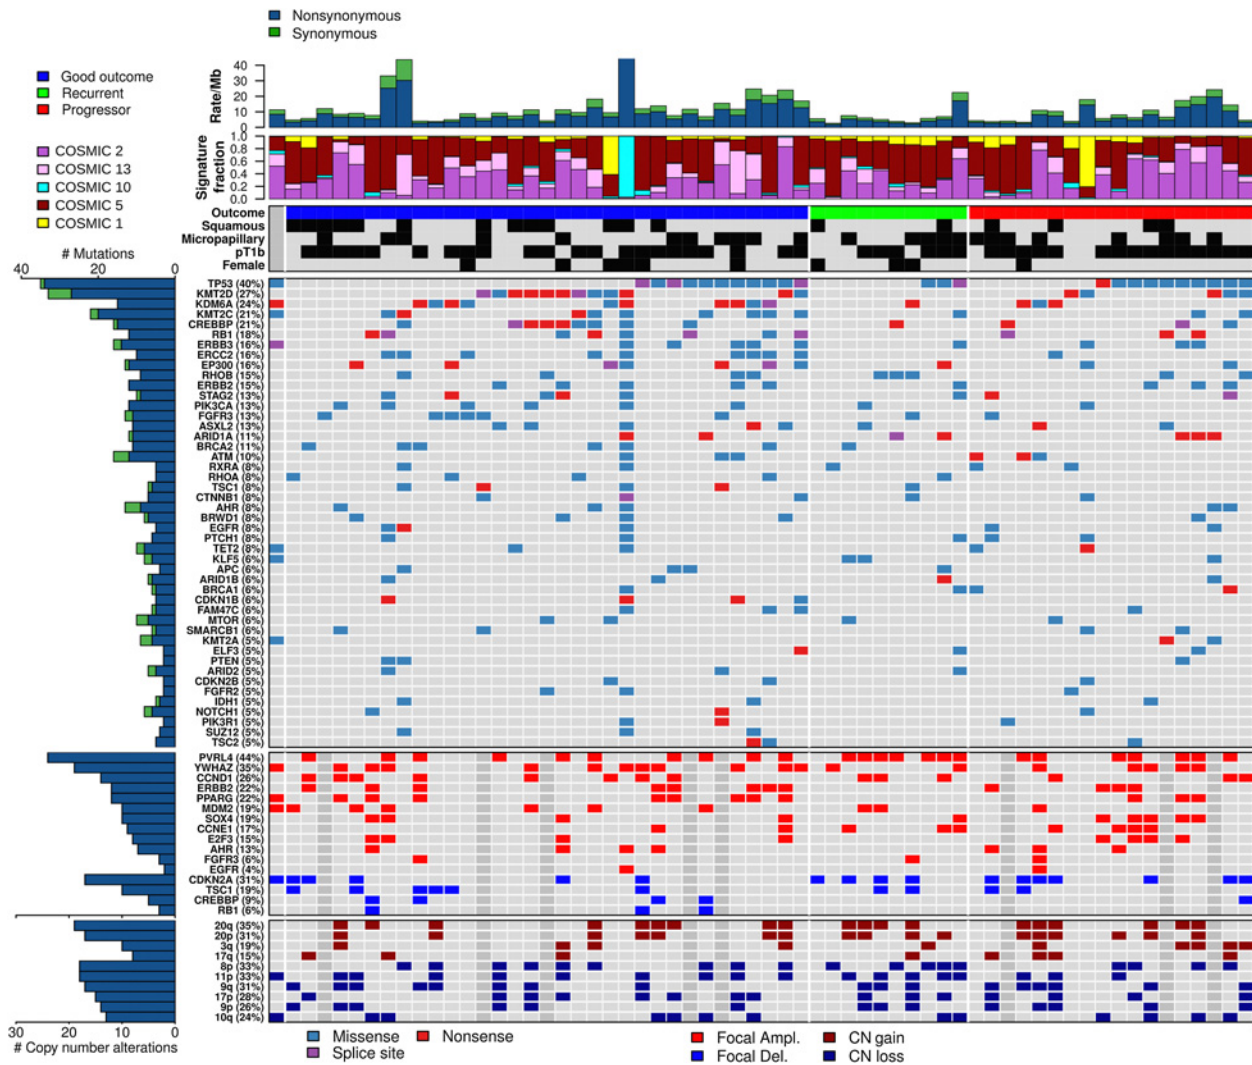 Nonsynonymous
Synonymous
Good outcome
Recurrent
Progressor
COSMIC 2
COSMIC 13
COSMIC 10
COSMIC 5
COSMIC 1
Rate/Mb
40
30
20
10
0
Signature fraction
1.0
0.8
0.6
0.4
0.2
0.0
Outcome
Squamous
Micropapillary
pT1b
Female
# Mutations
40 20 0
TP53 (40%)
KMT2D (27%)
KDM6A (24%)
KMT2C (21%)
CREBBP (21%)
RB1 (18%)
ERBB3 (16%)
ERCC2 (16%)
EP300 (16%)
RHOB (15%)
ERBB2 (15%)
STAG2 (13%)
PIK3CA (13%)
FGFR3 (13%)
ASXL2 (13%)
ARID1A (11%)
BRCA2 (11%)
ATM (10%)
RXRA (8%)
RHOA (8%)
TSC1 (8%)
CTNNB1 (8%)
AHR (8%)
BRWD1 (8%)
EGFR (8%)
PTCH1 (8%)
TET2 (8%)
KLF5 (6%)
APC (6%)
ARID1B (6%)
BRCA1 (6%)
CDKN1B (6%)
FAM47C (6%)
MTOR (6%)
SMARCB1 (6%)
KMT2A (5%)
ELF3 (5%)
PTEN (5%)
ARID2 (5%)
CDKN2B (5%)
FGFR2 (5%)
IDH1 (5%)
NOTCH1 (5%)
PIK3R1 (5%)
SUZ12 (5%)
TSC2 (5%)
PVRL4 (44%)
YWHAZ (35%)
CCND1 (26%)
ERBB2 (22%)
PPARG (22%)
MDM2 (19%)
SOX4 (19%)
CCNE1 (17%)
E2F3 (15%)
AHR (13%)
FGFR3 (6%)
EGFR (4%)
CDKN2A (31%)
TSC1 (19%)
CREBBP (9%)
RB1 (6%)
20q (35%)
20p (31%)
3q (19%)
17q (15%)
8p (33%)
11p (33%)
9q (31%)
17p (28%)
9p (26%)
10q (24%)
30 20 10 0
# Copy number alterations
Missense
Nonsense
Splice site
Focal Ampl.
Focal Del.
CN gain
CN loss